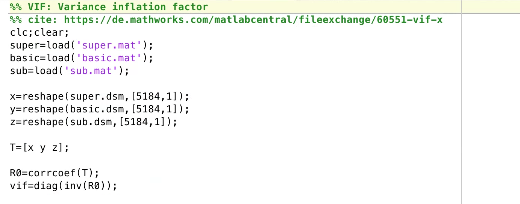 %% VIF: Variance inflation factor
%% cite: https://de.mathworks.com/matlabcentral/fileexchange/60551-vif-x
clc;clear;
super=load('super.mat');
basic=load('basic.mat');
sub=load('sub.mat');
x=reshape(super.dsm,[5184,1]);
y=reshape(basic.dsm,[5184,1]);
z=reshape(sub.dsm,[5184,1]);
T=[x y z];
R0=corrcoef(T);
vif=diag(inv(R0));